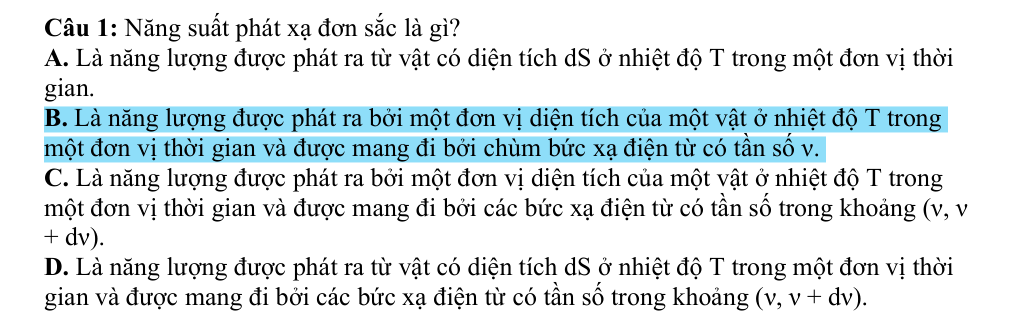 Câu 1: Năng suất phát xạ đơn sắc là gì?
A. Là năng lượng được phát ra từ vật có diện tích dS ở nhiệt độ T trong một đơn vị thời
gian.
B. Là năng lượng được phát ra bởi một đơn vị diện tích của một vật ở nhiệt độ T trong
một đơn vị thời gian và được mang đi bởi chùm bức xạ điện từ có tần số ν.
C. Là năng lượng được phát ra bởi một đơn vị diện tích của một vật ở nhiệt độ T trong
một đơn vị thời gian và được mang đi bởi các bức xạ điện từ có tần số trong khoảng (ν, ν
+ dν).
D. Là năng lượng được phát ra từ vật có diện tích dS ở nhiệt độ T trong một đơn vị thời
gian và được mang đi bởi các bức xạ điện từ có tần số trong khoảng (ν, ν + dν).